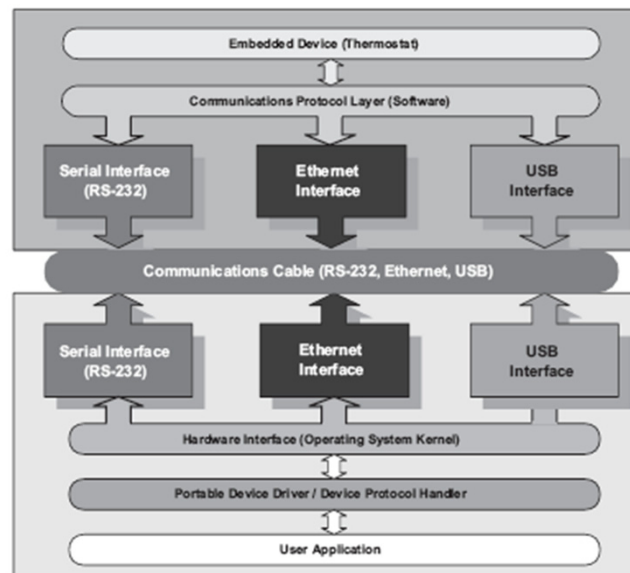 Embedded Device (Thermostat)
Communications Protocol Layer (Software)
Serial Interface
(RS-232)
Ethernet
Interface
USB
Interface
Communications Cable (RS-232, Ethernet, USB)
Serial Interface
(RS-232)
Ethernet
Interface
USB
Interface
Hardware Interface (Operating System Kernel)
Portable Device Driver / Device Protocol Handler
User Application